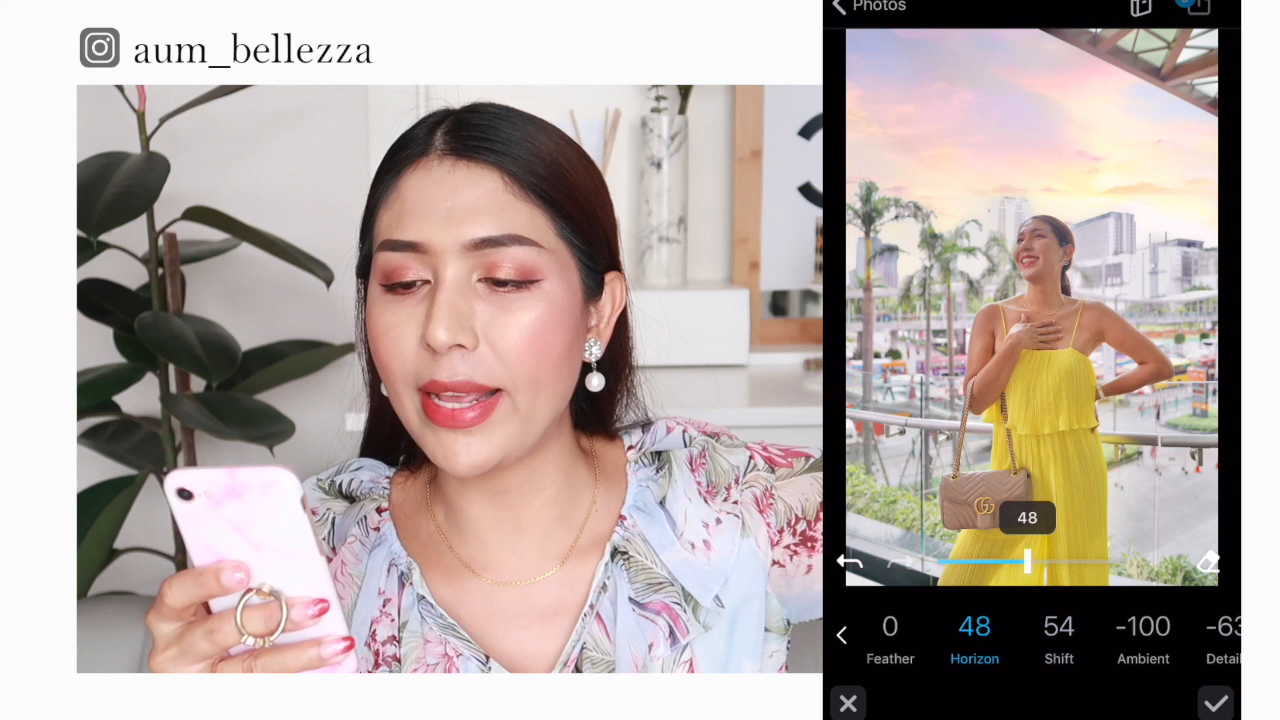 aum_bellezza
Photos
48
0 48 54 -100 -63
Feather Horizon Shift Ambient Detail